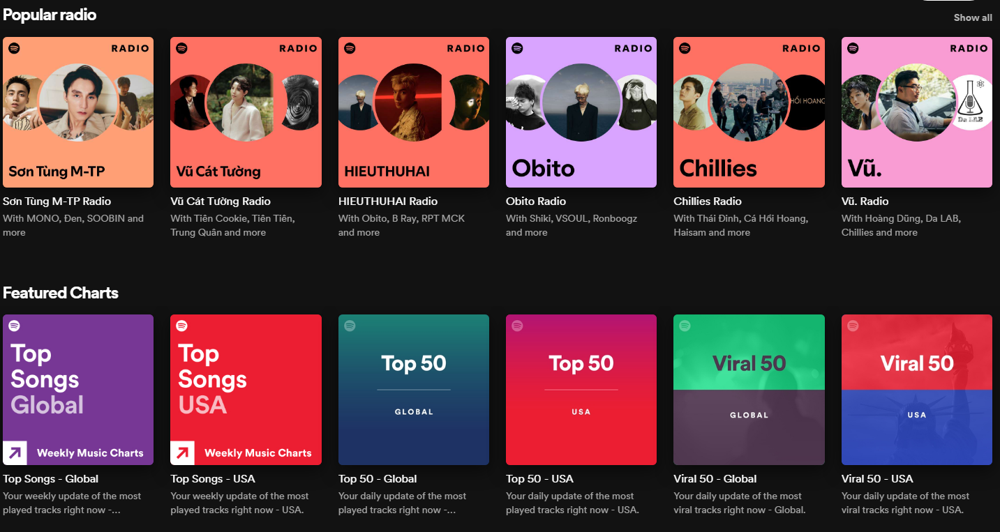 Popular radio
Show all
RADIO
Sơn Tùng M-TP
Sơn Tùng M-TP Radio
With MONO, Đen, SOOBIN and
more
RADIO
Vũ Cát Tường
Vũ Cát Tường Radio
With Tiên Cookie, Tiên Tiên,
Trung Quân and more
RADIO
HIEUTHUHAI
HIEUTHUHAI Radio
With Obito, B Ray, RPT MCK
and more
RADIO
Obito
Obito Radio
With Shiki, VSOUL, Ronboogz
and more
RADIO
HỒI HOANG
Chillies
Chillies Radio
With Thái Đinh, Cá Hồi Hoang,
Haisam and more
RADIO
Da LAB
Vũ.
Vũ. Radio
With Hoàng Dũng, Da LAB,
Chillies and more
Featured Charts
Top
Songs
Global
Weekly Music Charts
Top Songs - Global
Your weekly update of the most
played tracks right now -...
Top
Songs
USA
Weekly Music Charts
Top Songs - USA
Your weekly update of the most
played tracks right now - USA.
Top 50
GLOBAL
Top 50 - Global
Your daily update of the most
played tracks right now -...
Top 50
USA
Top 50 - USA
Your daily update of the most
played tracks right now - USA.
Viral 50
GLOBAL
Viral 50 - Global
Your daily update of the most
viral tracks right now - Global.
Viral 50
USA
Viral 50 - USA
Your daily update of the most
viral tracks right now - USA.